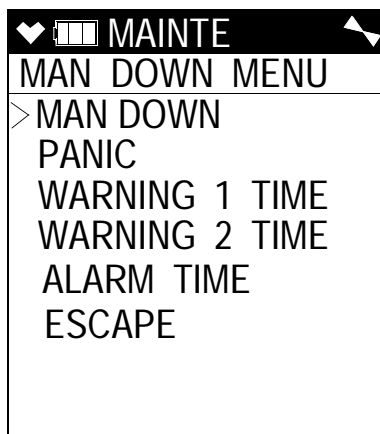 MAINTE
MAN DOWN MENU
>MAN DOWN
PANIC
WARNING 1 TIME
WARNING 2 TIME
ALARM TIME
ESCAPE